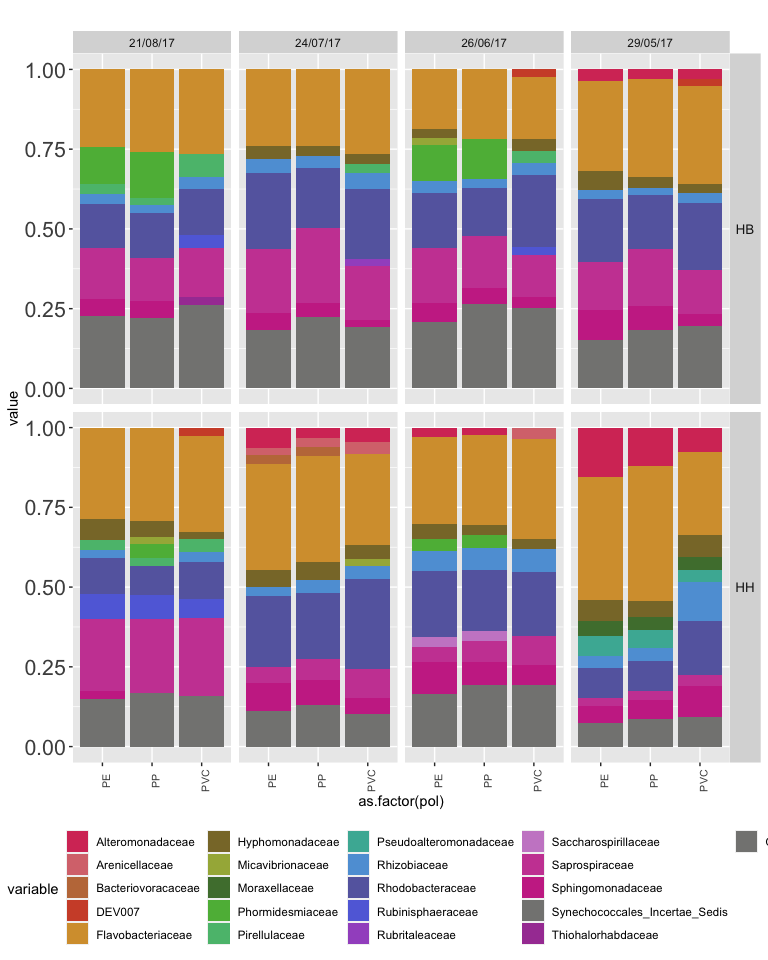 21/08/17 24/07/17 26/06/17 29/05/17
1.00
0.75
0.50
0.25
0.00
HB
value
1.00
0.75
0.50
0.25
0.00
HH
PE PP PVC PE PP PVC PE PP PVC PE PP PVC
as.factor(pol)
variable
Alteromonadaceae Hyphomonadaceae Pseudoalteromonadaceae Saccharospirillaceae
Arenicellaceae Micavibrionaceae Rhizobiaceae Saprospiraceae
Bacteriovoracaceae Moraxellaceae Rhodobacteraceae Sphingomonadaceae
DEV007 Phormidesmiaceae Rubinisphaeraceae Synechococcales_Incertae_Sedis
Flavobacteriaceae Pirellulaceae Rubritaleaceae Thiohalorhabdaceae